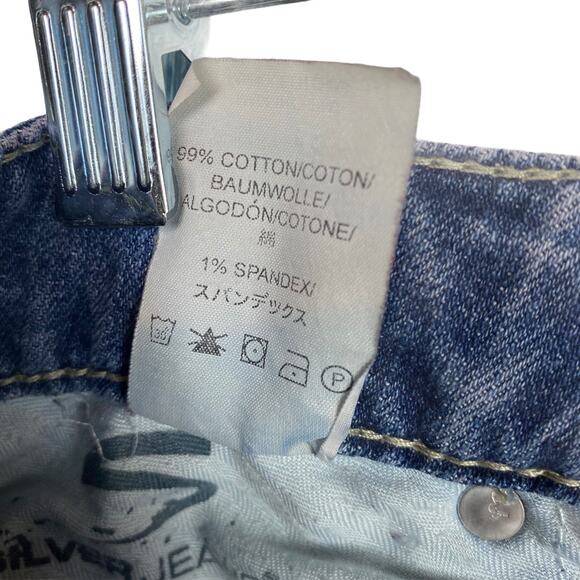 99% COTTON/COTON/
BAUMWOLLE/
ALGODÓN/COTONE/
綿
1% SPANDEX/
スパンデックス
30 P
SILVER JEA